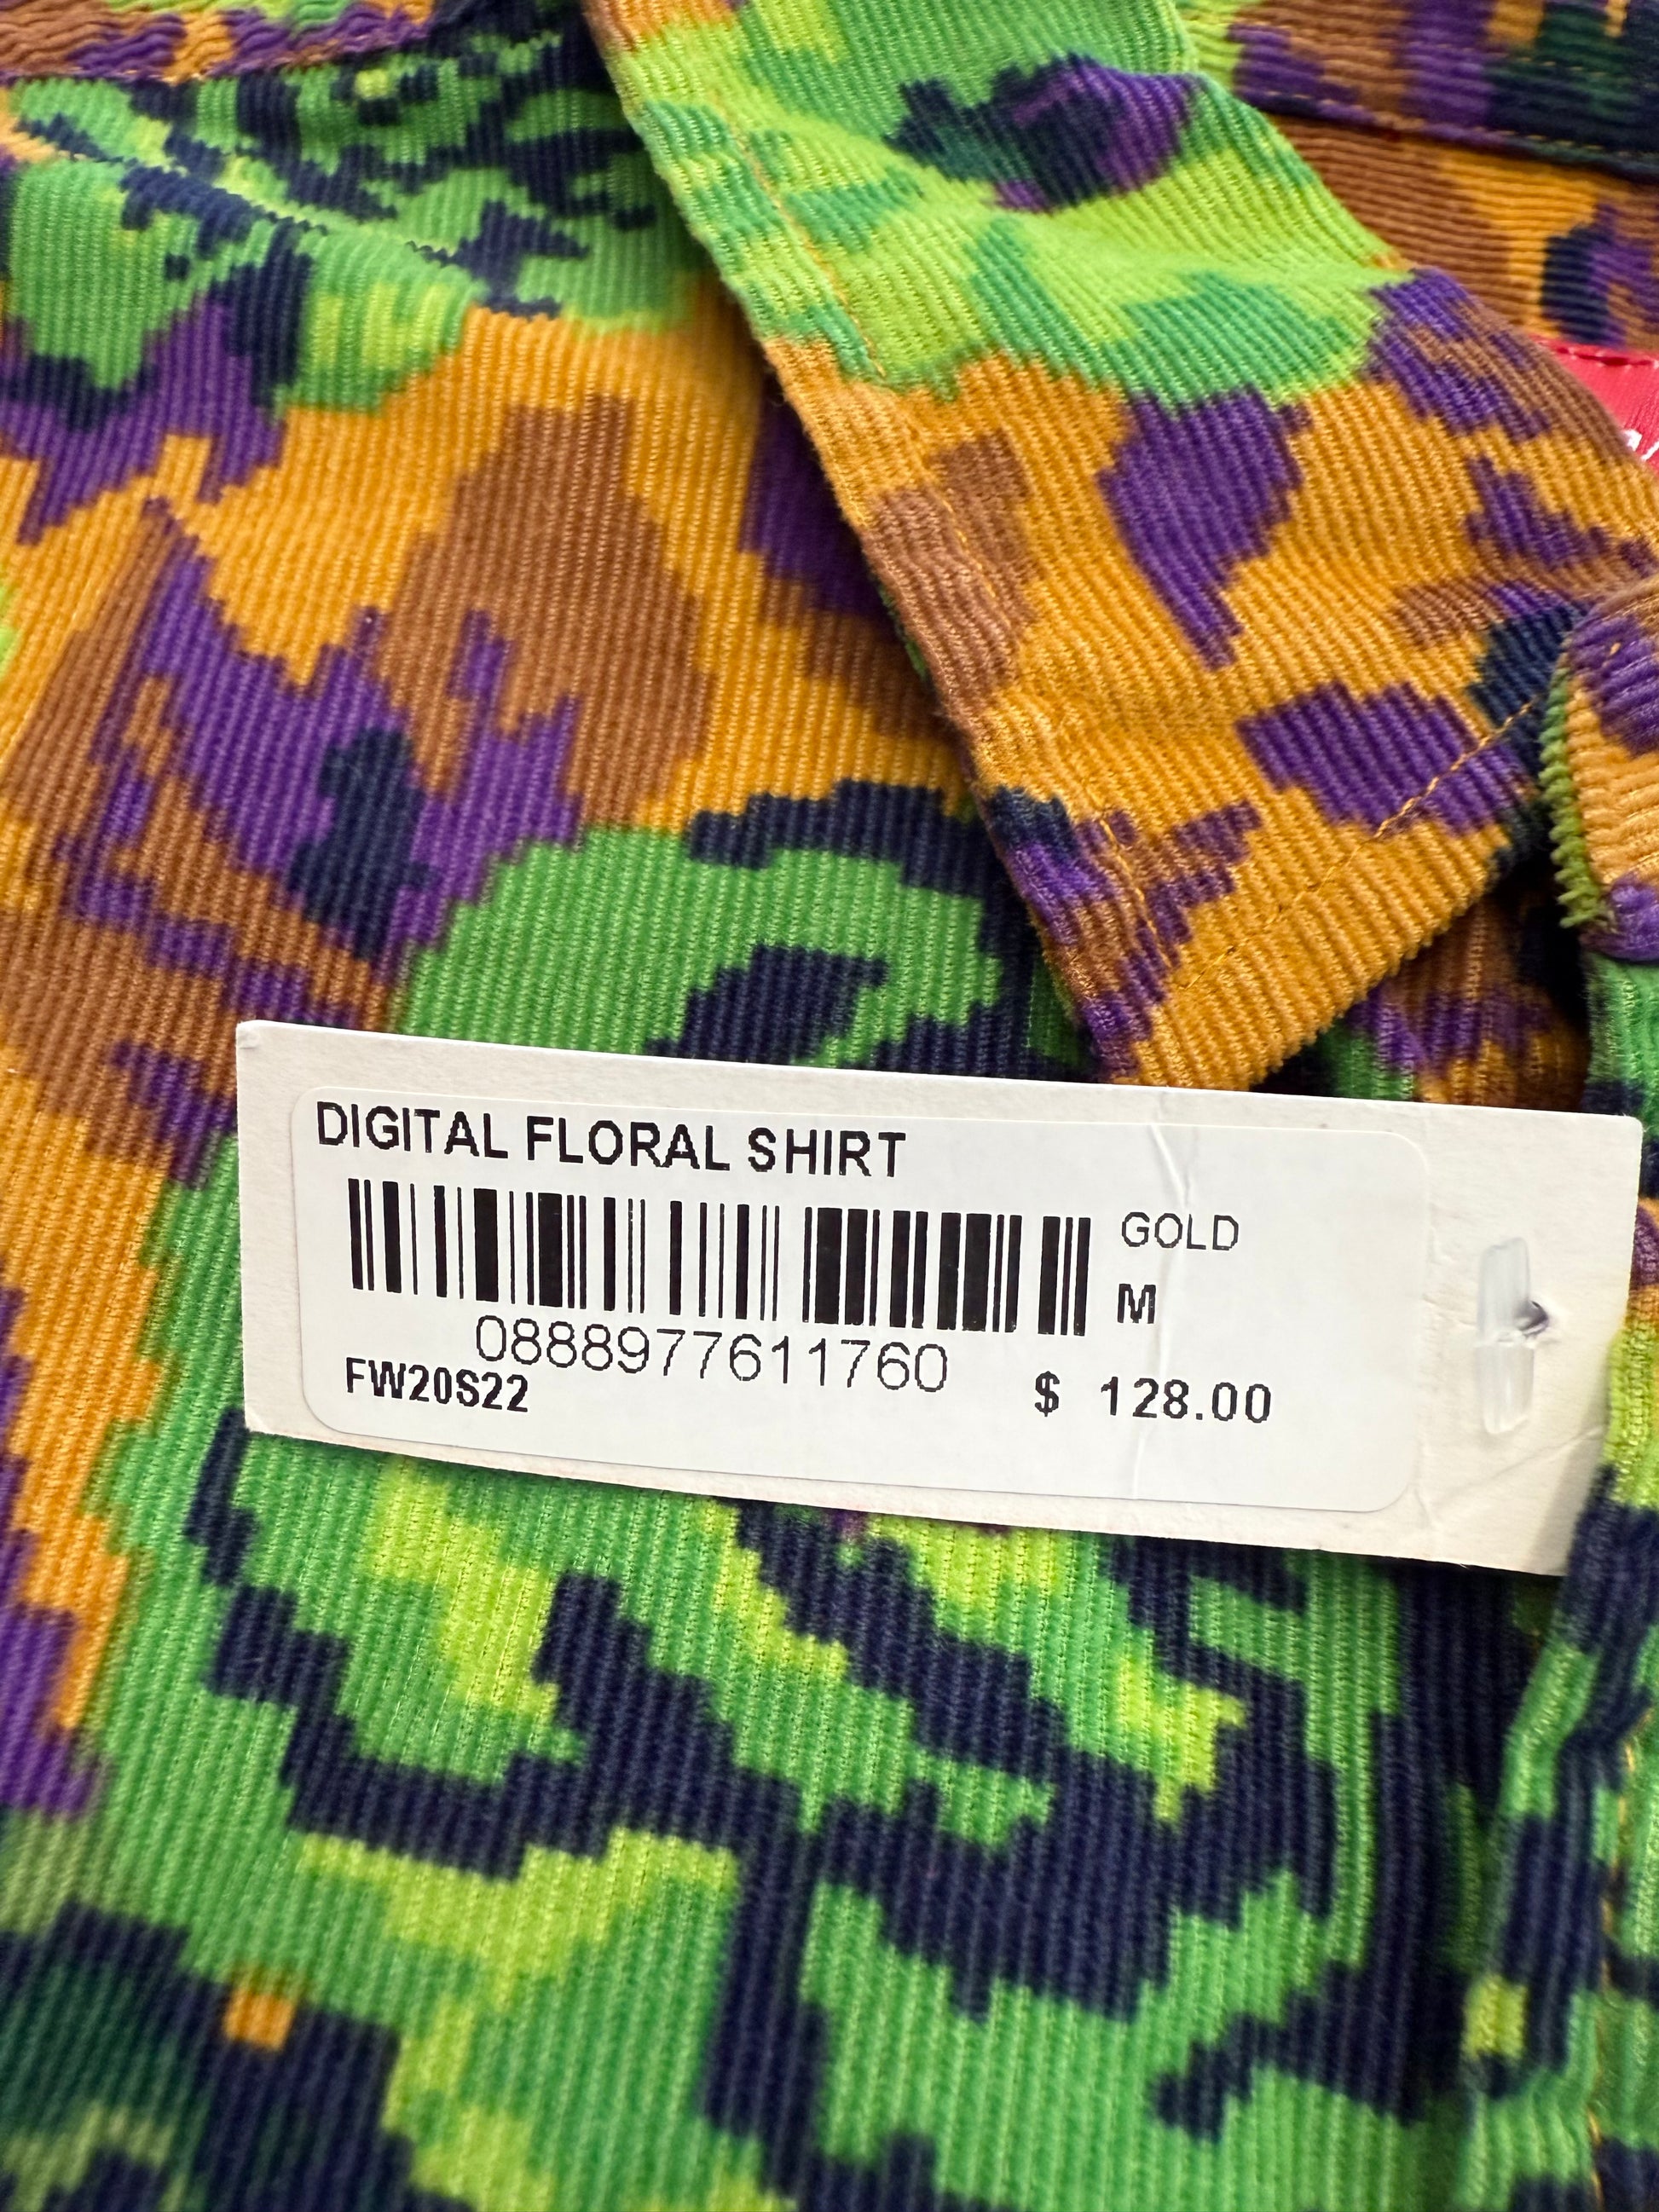 DIGITAL FLORAL SHIRT
GOLD
M
0888977611760
FW20S22
$ 128.00